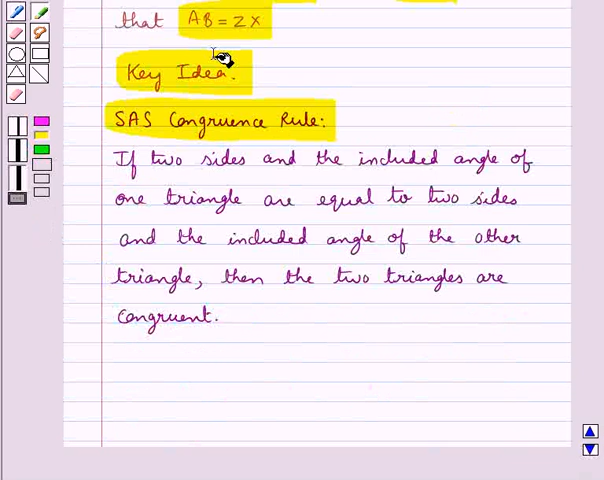 that AB = ZX
Key Idea.
SAS Congruence Rule:
If two sides and the included angle of
one triangle are equal to two sides
and the included angle of the other
triangle, then the two triangles are
Congruent.